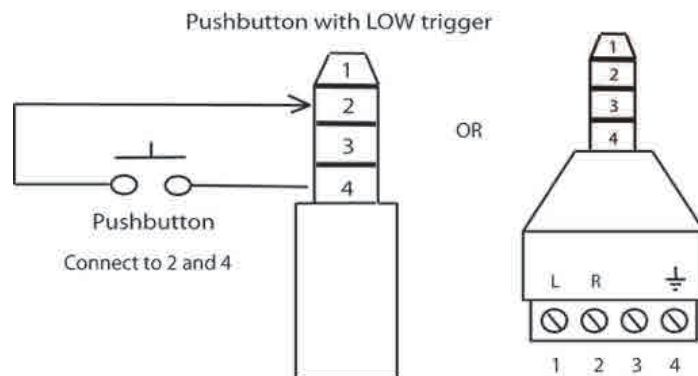 Pushbutton with LOW trigger
1
2
3
4
Pushbutton
Connect to 2 and 4
OR
1
2
3
4
L R
1 2 3 4